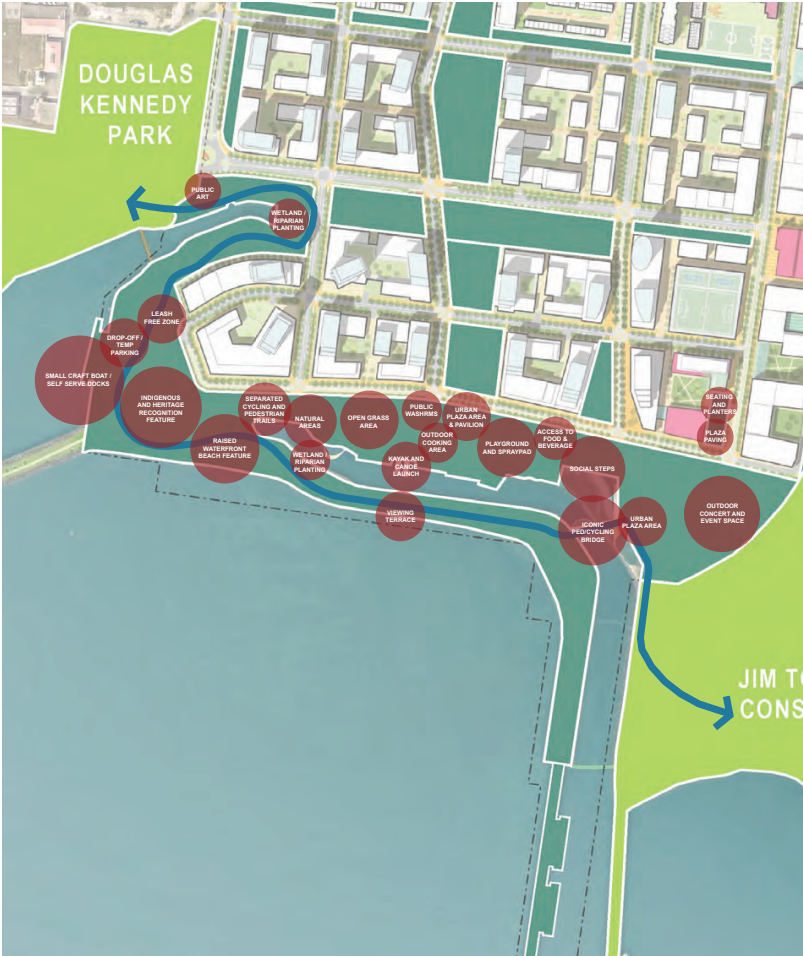 DOUGLAS
KENNEDY
PARK
PUBLIC
ART
WETLAND /
RIPARIAN
PLANTING
LEASH
FREE ZONE
DROP-OFF /
TEMP
PARKING
SMALL CRAFT BOAT /
SELF SERVE DOCKS
INDIGENOUS
AND HERITAGE
RECOGNITION
FEATURE
SEPARATED
CYCLING AND
PEDESTRIAN
TRAILS
NATURAL
AREAS
OPEN GRASS
AREA
PUBLIC
WASHRMS
URBAN
PLAZA AREA
& PAVILION
SEATING
AND
PLANTERS
PLAZA
PAVING
RAISED
WATERFRONT
BEACH FEATURE
WETLAND /
RIPARIAN
PLANTING
OUTDOOR
COOKING
AREA
KAYAK AND
CANOE
LAUNCH
PLAYGROUND
AND SPRAYPAD
ACCESS TO
FOOD &
BEVERAGE
SOCIAL STEPS
VIEWING
TERRACE
ICONIC
PED/CYCLING
BRIDGE
URBAN
PLAZA AREA
OUTDOOR
CONCERT AND
EVENT SPACE
JIM TO
CONS